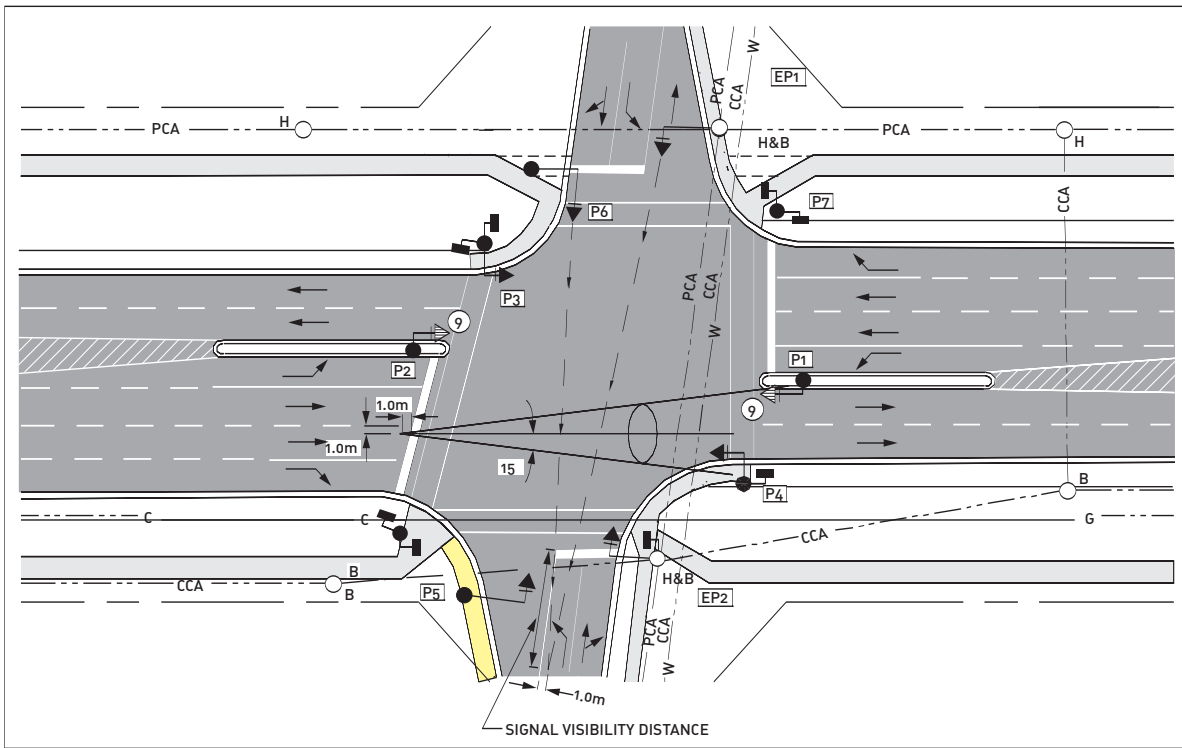 EP1
PCA
CCA
W
PCA
H
PCA
H
H&B
P6
P7
CCA
P3
PCA
CCA
W
9
P2
P1
9
1.0m
1.0m
15
P4
B
C
C
G
CCA
CCA
B
B
P5
H&B
EP2
PCA
CCA
W
1.0m
SIGNAL VISIBILITY DISTANCE